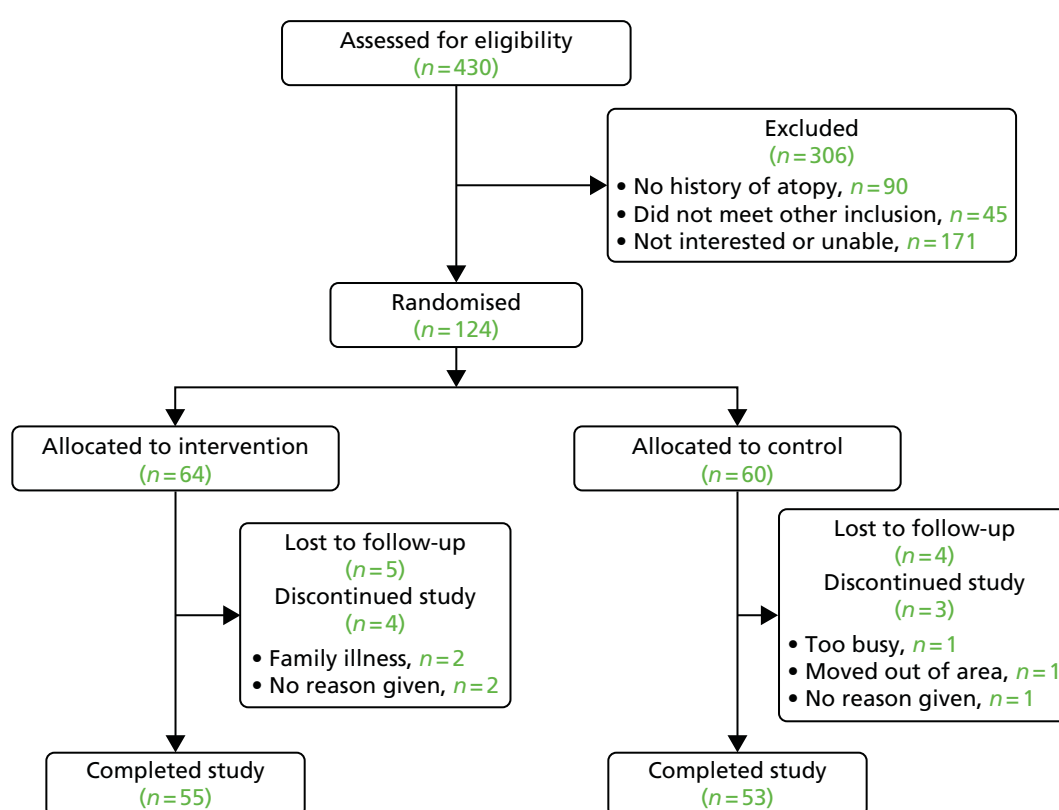 Assessed for eligibility
(n=430)
Excluded
(n=306)
• No history of atopy, n=90
• Did not meet other inclusion, n=45
• Not interested or unable, n=171
Randomised
(n=124)
Allocated to intervention
(n=64)
Allocated to control
(n=60)
Lost to follow-up
(n=5)
Discontinued study
(n=4)
• Family illness, n=2
• No reason given, n=2
Lost to follow-up
(n=4)
Discontinued study
(n=3)
• Too busy, n=1
• Moved out of area, n=1
• No reason given, n=1
Completed study
(n=55)
Completed study
(n=53)